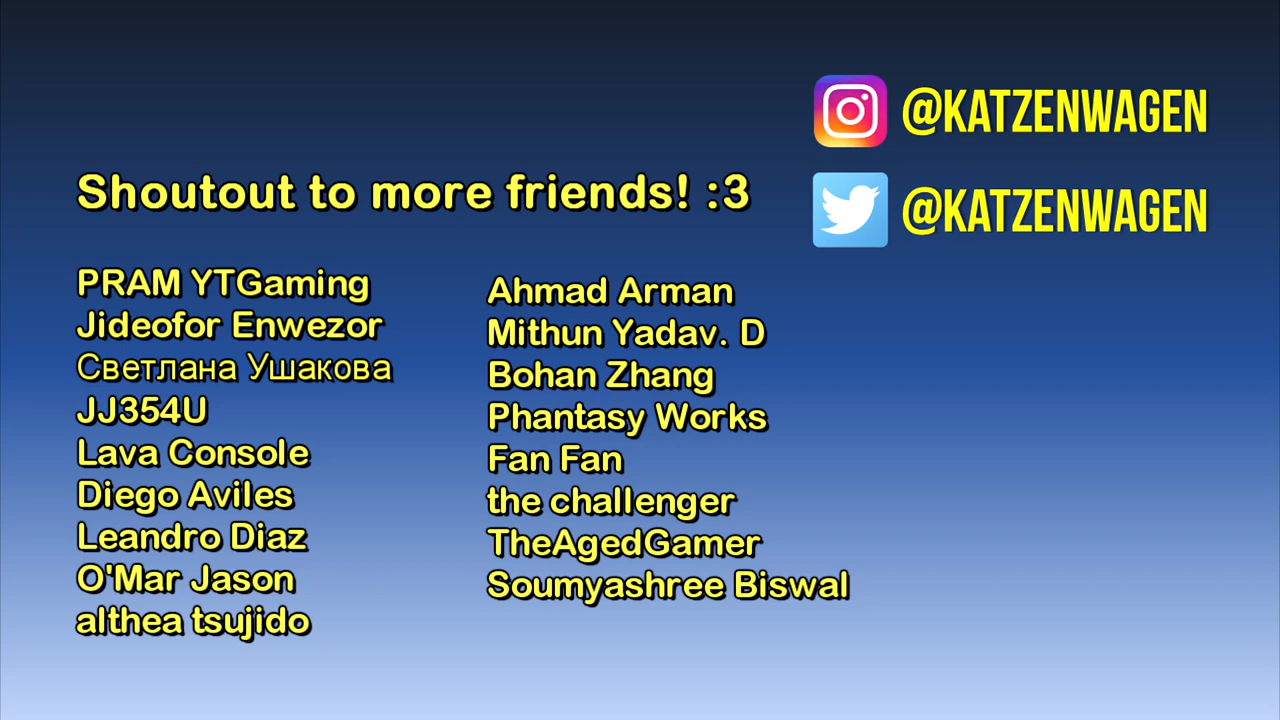 @KATZENWAGEN
@KATZENWAGEN
Shoutout to more friends! :3
PRAM YTGaming
Jideofor Enwezor
Светлана Ушакова
JJ354U
Lava Console
Diego Aviles
Leandro Diaz
O'Mar Jason
althea tsujido
Ahmad Arman
Mithun Yadav. D
Bohan Zhang
Phantasy Works
Fan Fan
the challenger
TheAgedGamer
Soumyashree Biswal